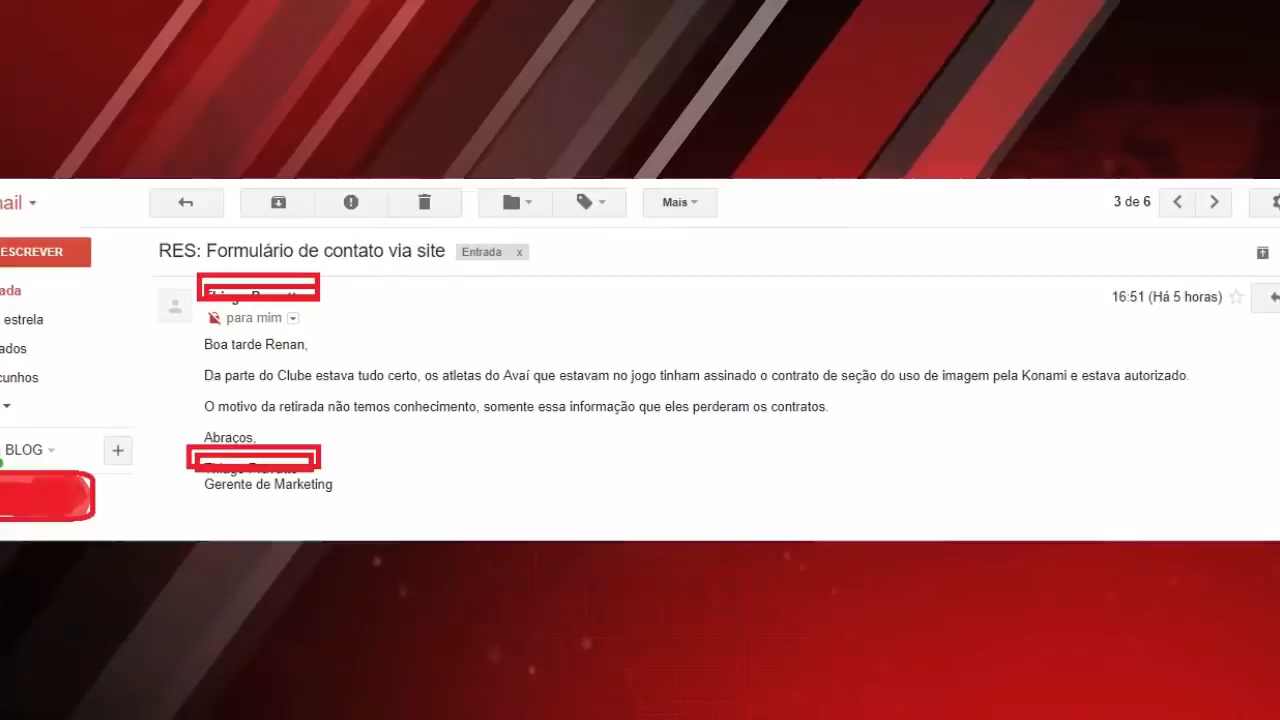 ail
Mais
3 de 6
ESCREVER
RES: Formulário de contato via site
Entrada x
ada
16:51 (Há 5 horas)
estrela
para mim
Boa tarde Renan,
ados
Da parte do Clube estava tudo certo, os atletas do Avaí que estavam no jogo tinham assinado o contrato de seção do uso de imagem pela Konami e estava autorizado.
cunhos
O motivo da retirada não temos conhecimento, somente essa informação que eles perderam os contratos.
Abraços,
BLOG
+
Gerente de Marketing